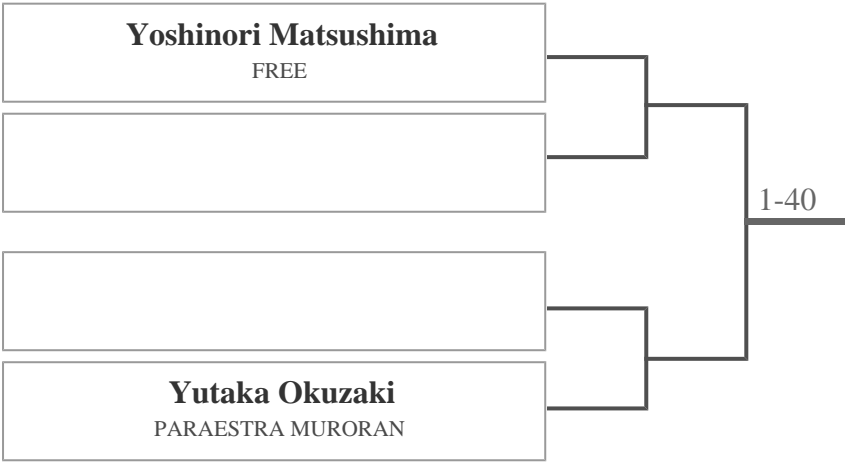 Yoshinori Matsushima
FREE
1-40
Yutaka Okuzaki
PARAESTRA MURORAN